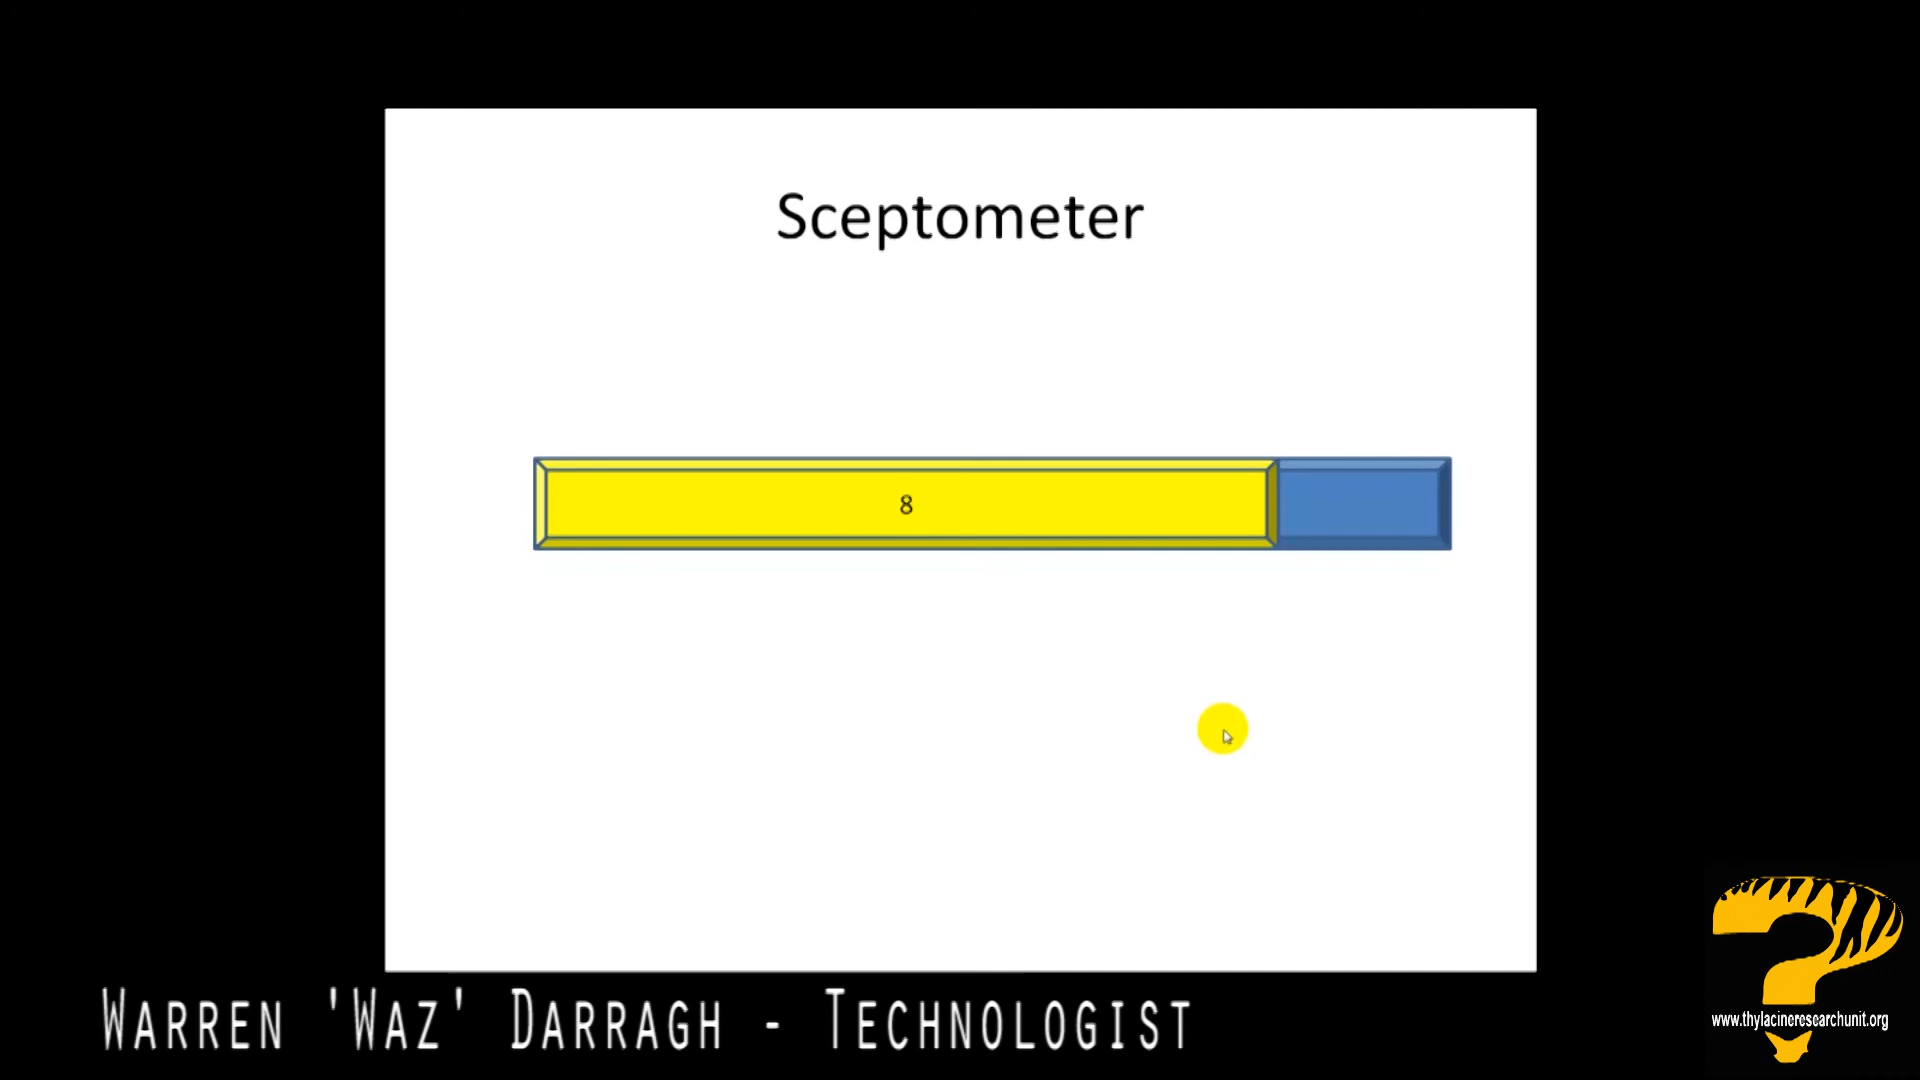 Sceptometer
8
WARREN 'WAZ' DARRAGH - TECHNOLOGIST
www.thylacineresearchunit.org